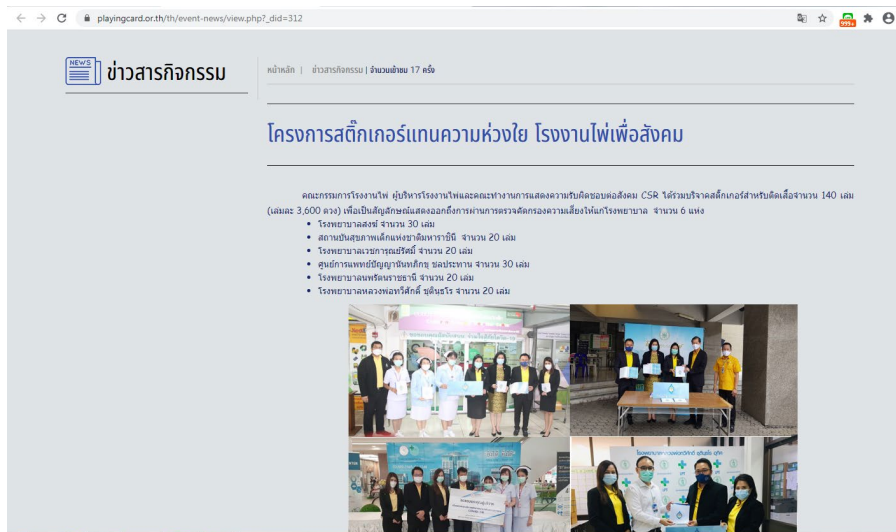 playingcard.or.th/th/event-news/view.php?_did=312
999+
NEWS
ข่าวสารกิจกรรม
หน้าหลัก | ข่าวสารกิจกรรม | จำนวนเข้าชม 17 ครั้ง
โครงการสติ๊กเกอร์แทนความห่วงใย โรงงานไพ่เพื่อสังคม
คณะกรรมการโรงงานไพ่ ผู้บริหารโรงงานไพ่และคณะทำงานการแสดงความรับผิดชอบต่อสังคม CSR ได้ร่วมบริจาคสติ๊กเกอร์สำหรับติดเสื้อจำนวน 140 เล่ม
(เล่มละ 3,600 ดวง) เพื่อเป็นสัญลักษณ์แสดงออกถึงการผ่านการตรวจคัดกรองความเสี่ยงให้แก่โรงพยาบาล จำนวน 6 แห่ง
• โรงพยาบาลสงฆ์ จำนวน 30 เล่ม
• สถานบันสุขภาพเด็กแห่งชาติมหาราชินี จำนวน 20 เล่ม
• โรงพยาบาลเวชการุณย์รัศมิ์ จำนวน 20 เล่ม
• ศูนย์การแพทย์ปัญญานันทภิกขุ ชลประทาน จำนวน 30 เล่ม
• โรงพยาบาลนพรัตนราชธานี จำนวน 20 เล่ม
• โรงพยาบาลหลวงพ่อทวีศักดิ์ ชุตินฺธโร จำนวน 20 เล่ม